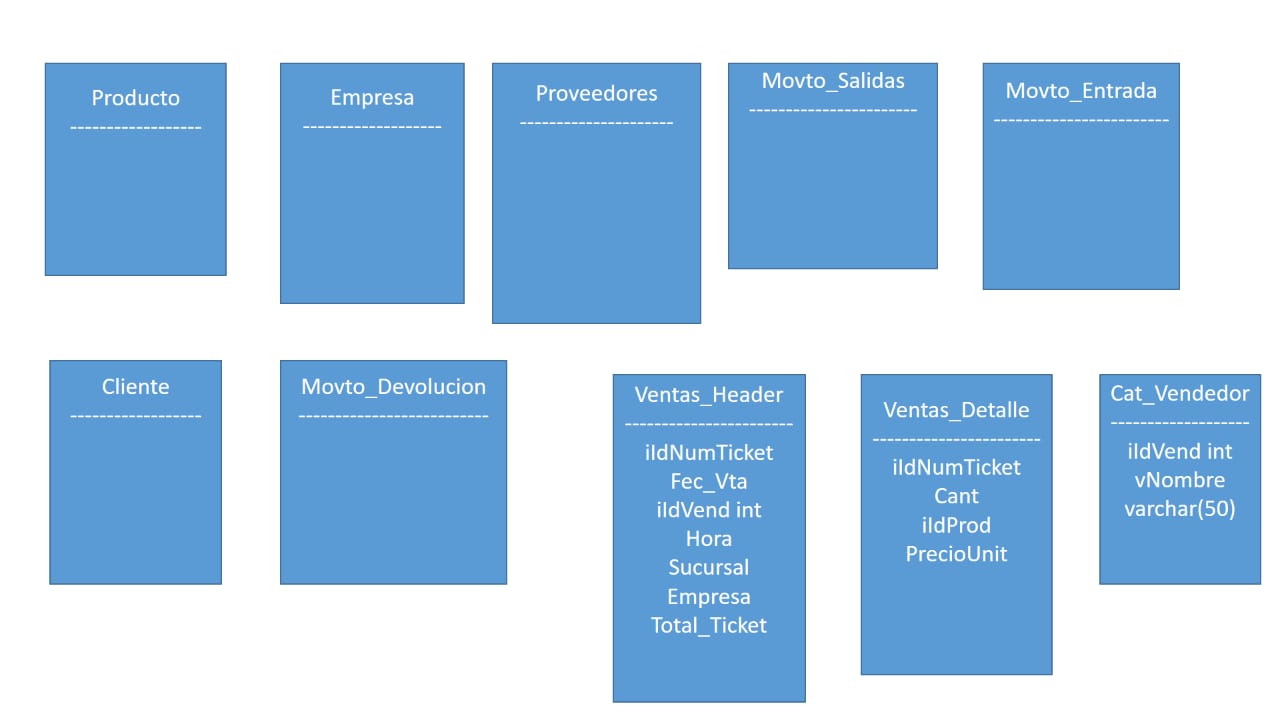 Producto
------------------
Empresa
-------------------
Proveedores
---------------------
Movto_Salidas
-----------------------
Movto_Entrada
------------------------
Cliente
------------------
Movto_Devolucion
--------------------------
Ventas_Header
-----------------------
iIdNumTicket
Fec_Vta
iIdVend int
Hora
Sucursal
Empresa
Total_Ticket
Ventas_Detalle
-----------------------
iIdNumTicket
Cant
iIdProd
PrecioUnit
Cat_Vendedor
-------------------
iIdVend int
vNombre
varchar(50)